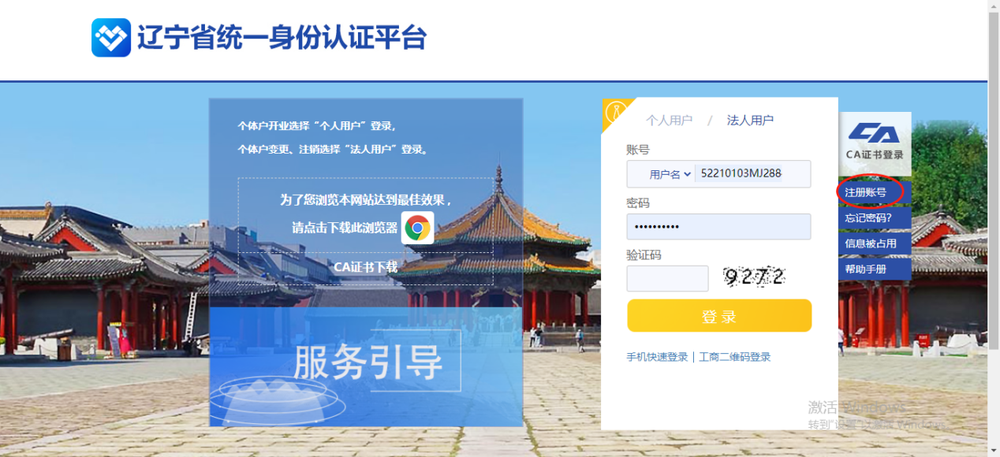 辽宁省统一身份认证平台
个体户开业选择“个人用户”登录，
个体户变更、注销选择“法人用户”登录。
为了您浏览本网站达到最佳效果，
请点击下载此浏览器
CA证书下载
服务引导
个人用户 / 法人用户
账号
用户名 52210103MJ288
密码
••••••••••
验证码
9272
登录
手机快速登录 | 工商二维码登录
CA
CA证书登录
注册账号
忘记密码?
信息被占用
帮助手册
激活 Windows
转到"设置"以激活 Windows。